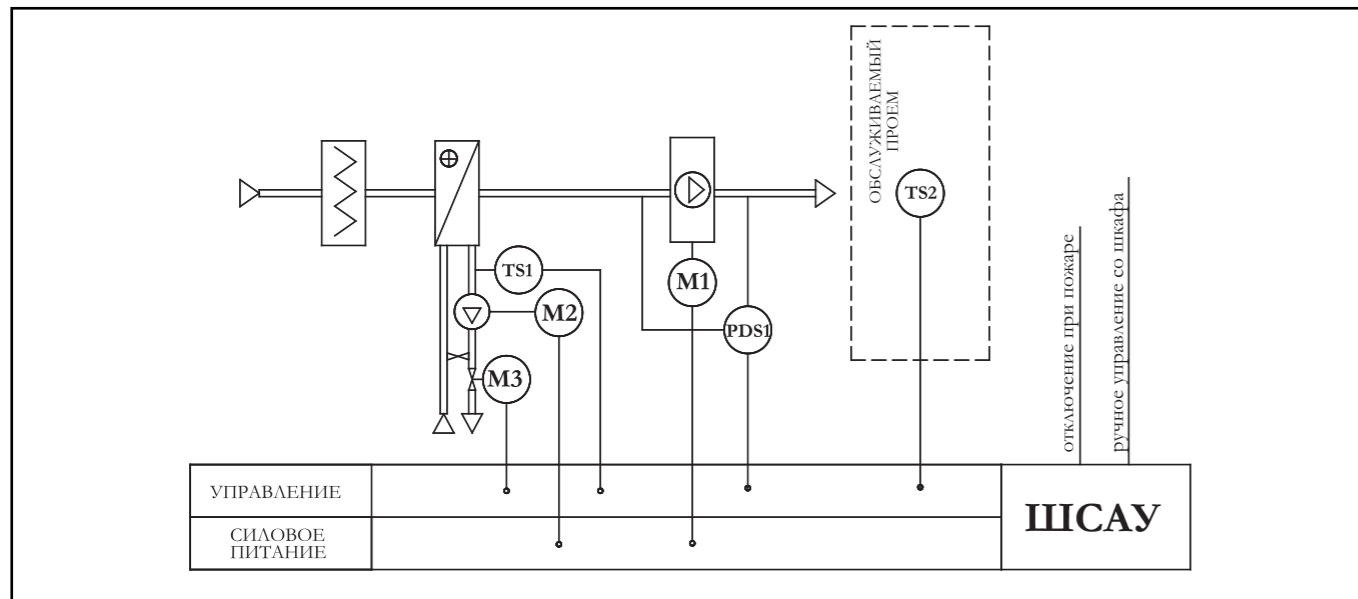 ОБСЛУЖИВАЕМЫЙ
ПРОЕМ
TS2
TS1
M1
M2
PDS1
M3
отключение при пожаре
ручное управление со шкафа
УПРАВЛЕНИЕ
СИЛОВОЕ
ПИТАНИЕ
ШСАУ